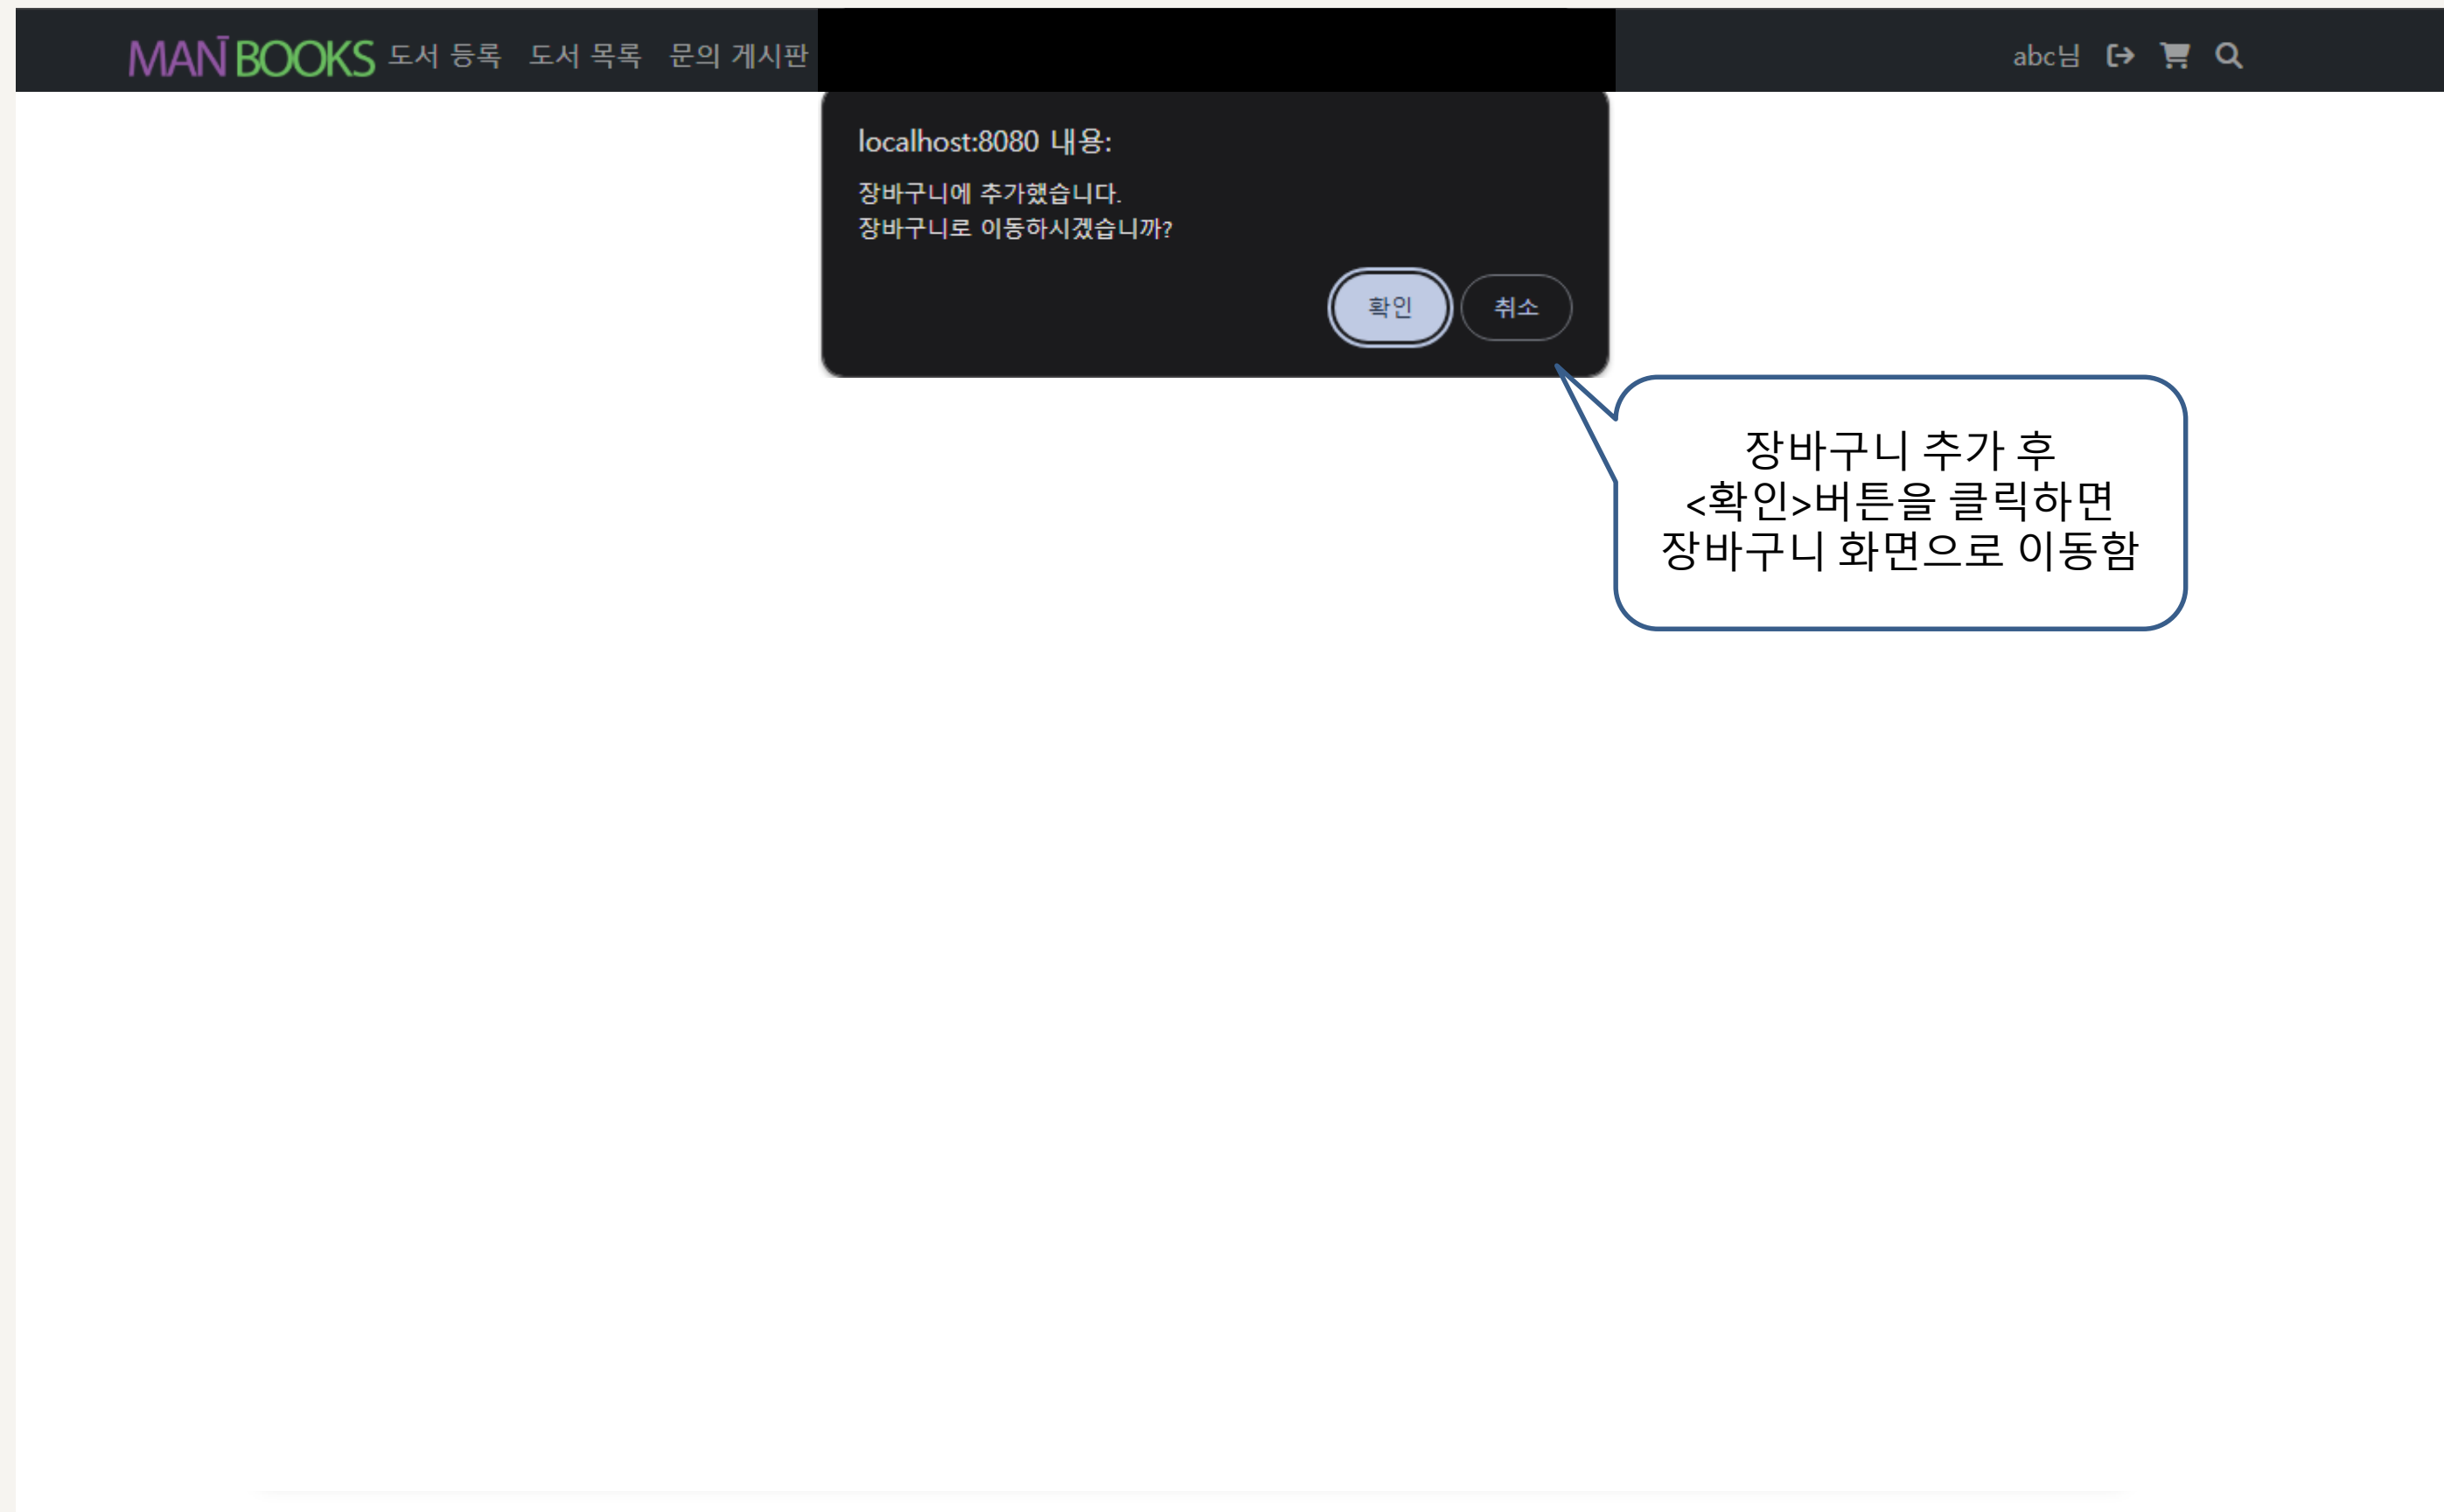 MANĪ BOOKS 도서 등록 도서 목록 문의 게시판 abc님
localhost:8080 내용:
장바구니에 추가했습니다.
장바구니로 이동하시겠습니까?
확인 취소
장바구니 추가 후
<확인>버튼을 클릭하면
장바구니 화면으로 이동함